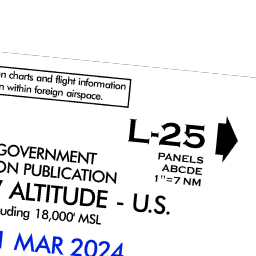 n charts and flight information
n within foreign airspace.
L-25
PANELS
ABCDE
1"=7 NM
GOVERNMENT
ON PUBLICATION
ALTITUDE - U.S.
uding 18,000' MSL
MAR 2024